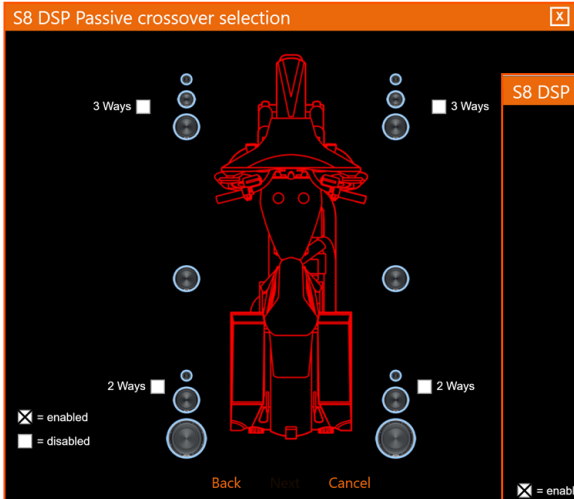 S8 DSP Passive crossover selection
X
3 Ways
3 Ways
S8 DSP
2 Ways
2 Ways
= enabled
= disabled
Back Next Cancel
= enabl